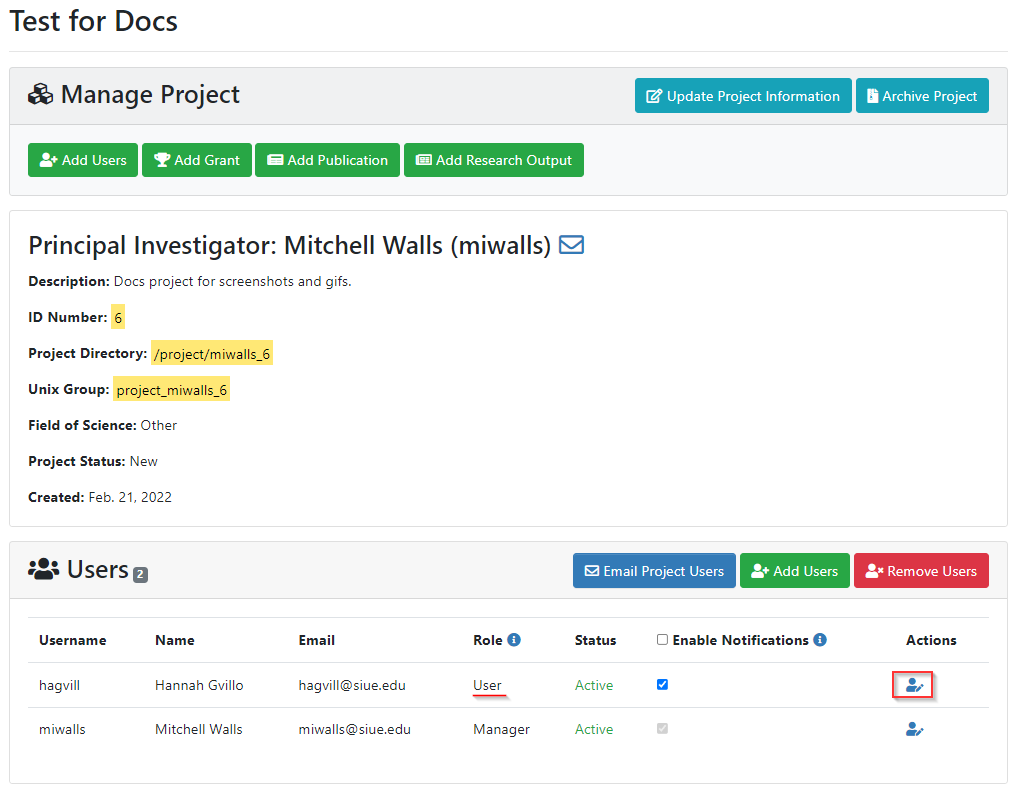 Test for Docs
Manage Project
Update Project Information
Archive Project
Add Users
Add Grant
Add Publication
Add Research Output
Principal Investigator: Mitchell Walls (miwalls)
Description: Docs project for screenshots and gifs.
ID Number: 6
Project Directory: /project/miwalls_6
Unix Group: project_miwalls_6
Field of Science: Other
Project Status: New
Created: Feb. 21, 2022
Users 2
Email Project Users
Add Users
Remove Users
Username Name Email Role Status Enable Notifications Actions
hagvill Hannah Gvillo hagvill@siue.edu User Active
miwalls Mitchell Walls miwalls@siue.edu Manager Active